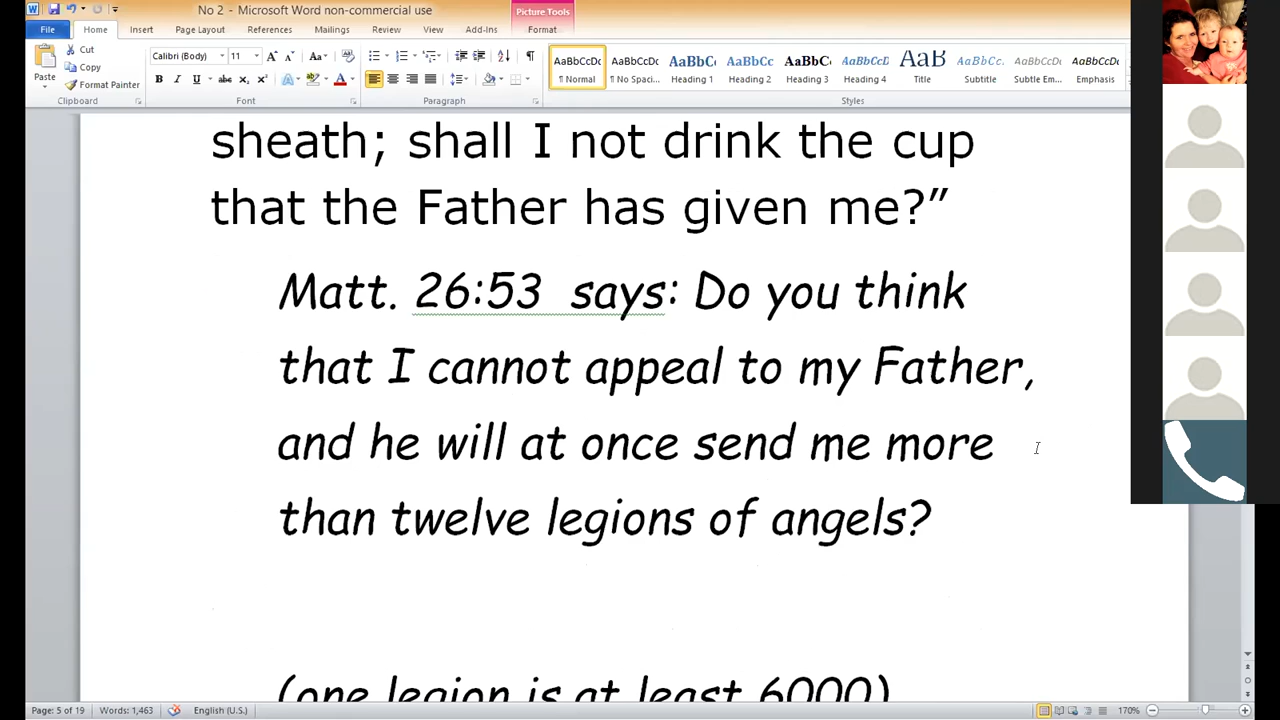 No 2 - Microsoft Word non-commercial use
Picture Tools
File Home Insert Page Layout References Mailings Review View Add-Ins Format
Paste
Cut
Copy
Format Painter
Clipboard
Calibri (Body) 11
Font
Paragraph
AaBbCcDc AaBbCcDc AaBbCc AaBbCc AaBbCc AaBbCc AaB AaBbCcDc AaBbCcDc AaBbCcDc
¶ Normal ¶ No Spaci... Heading 1 Heading 2 Heading 3 Heading 4 Title Subtitle Subtle Em... Emphasis
Styles
sheath; shall I not drink the cup
that the Father has given me?”
Matt. 26:53 says: Do you think
that I cannot appeal to my Father,
and he will at once send me more
than twelve legions of angels?
(one legion is at least 6000)
Page: 5 of 19 Words: 1,463 English (U.S.) 170%